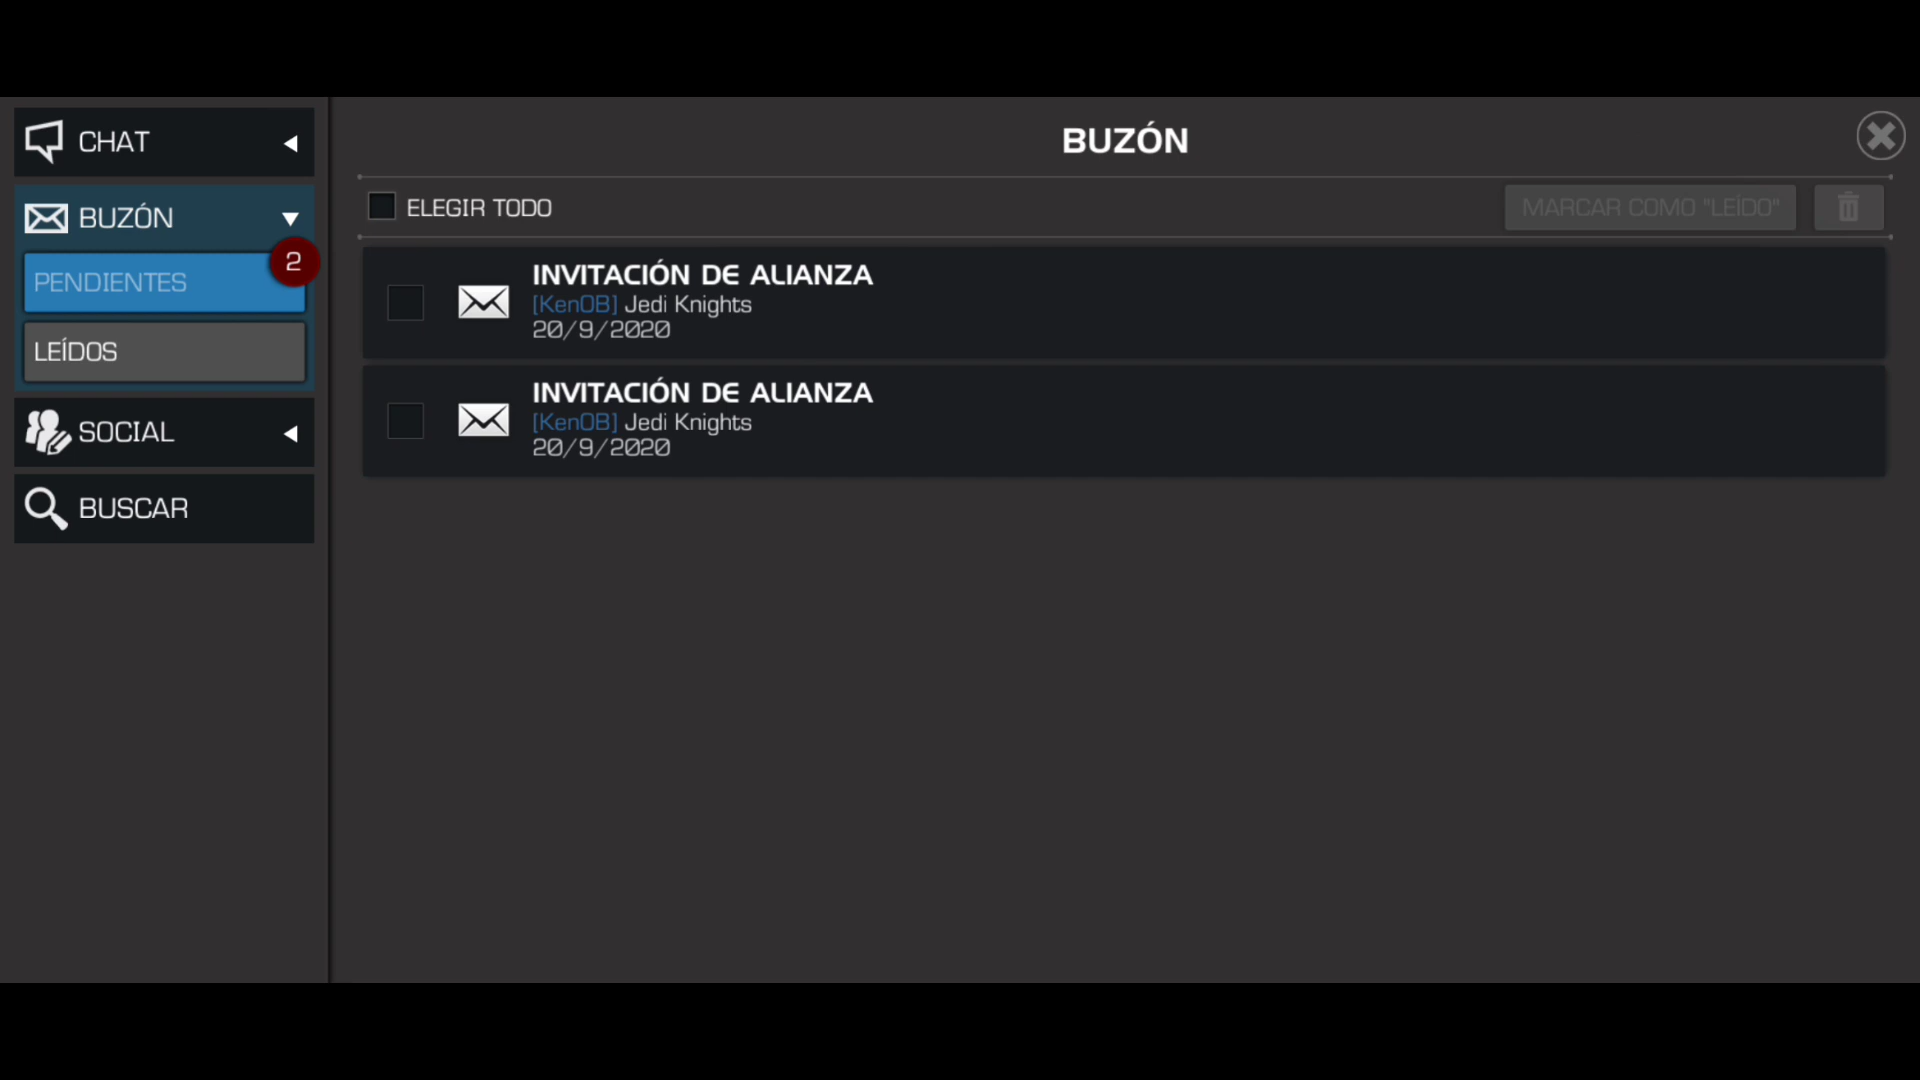 CHAT
BUZÓN
2
PENDIENTES
LEÍDOS
SOCIAL
BUSCAR
BUZÓN
ELEGIR TODO
MARCAR COMO "LEÍDO"
INVITACIÓN DE ALIANZA
[KenOB] Jedi Knights
20/9/2020
INVITACIÓN DE ALIANZA
[KenOB] Jedi Knights
20/9/2020